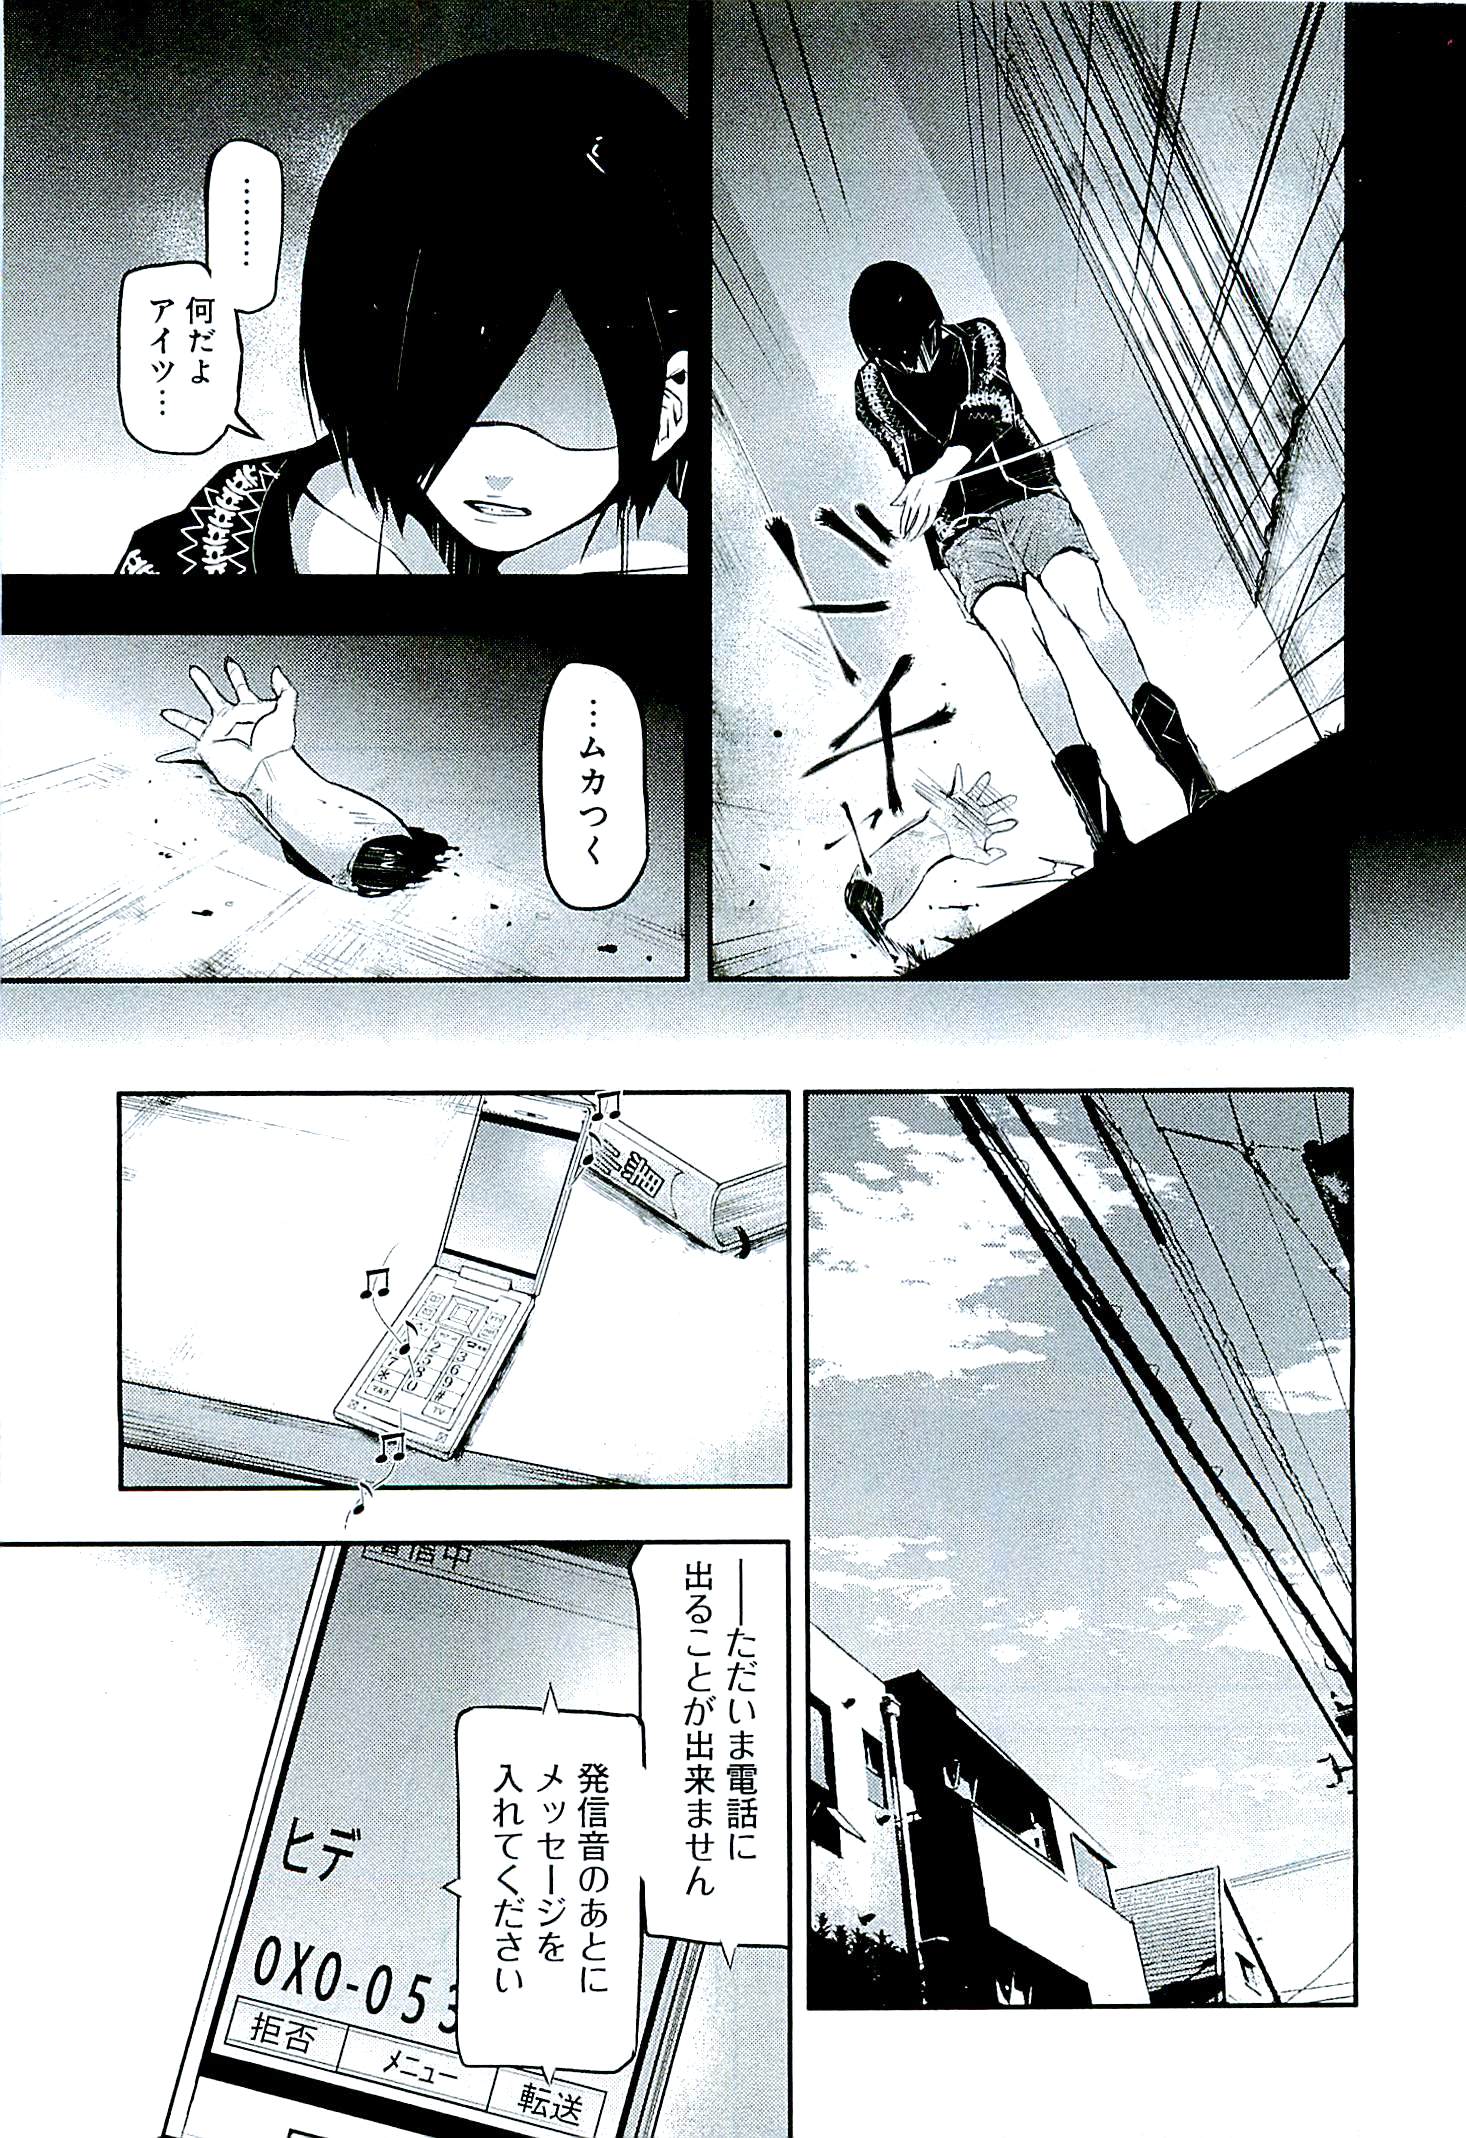 ………
何だよ
アイツ…
…ムカつく
──ただいま電話に
出ることが出来ません
発信音のあとに
メッセージを
入れてください
着信中
ヒデ
0X0-053
拒否
メニュー
転送